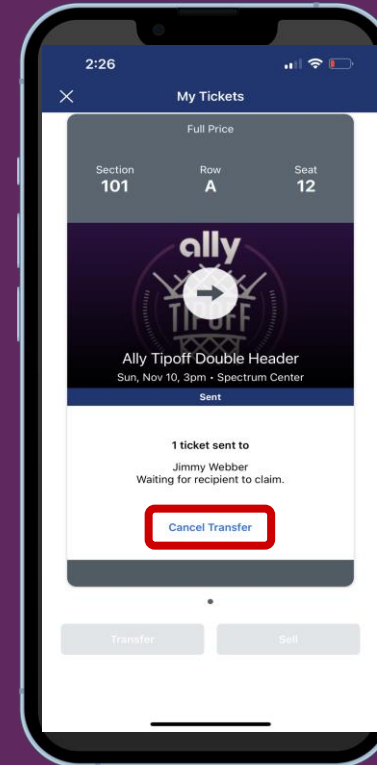 2:26
My Tickets
Full Price
Section Row Seat
101 A 12
ally
TIPOFF
Ally Tipoff Double Header
Sun, Nov 10, 3pm • Spectrum Center
Sent
1 ticket sent to
Jimmy Webber
Waiting for recipient to claim.
Cancel Transfer
Transfer Sell